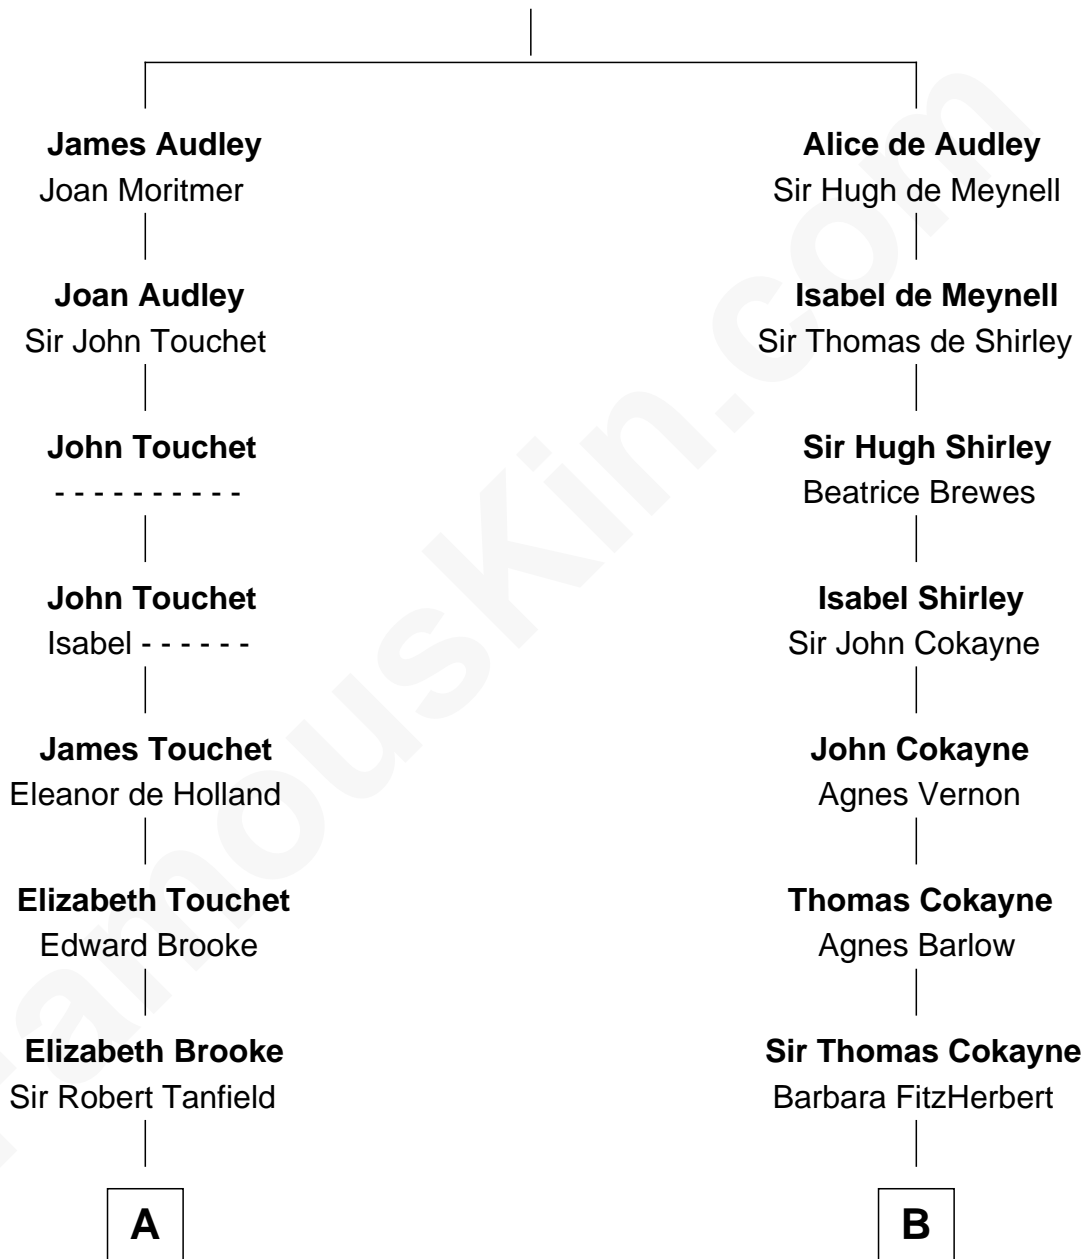 James Audley
Joan Moritmer
Joan Audley
Sir John Touchet
John Touchet
- - - - - - - - - -
John Touchet
Isabel - - - - - -
James Touchet
Eleanor de Holland
Elizabeth Touchet
Edward Brooke
Elizabeth Brooke
Sir Robert Tanfield
A
Alice de Audley
Sir Hugh de Meynell
Isabel de Meynell
Sir Thomas de Shirley
Sir Hugh Shirley
Beatrice Brewes
Isabel Shirley
Sir John Cokayne
John Cokayne
Agnes Vernon
Thomas Cokayne
Agnes Barlow
Sir Thomas Cokayne
Barbara FitzHerbert
B
FamousKin.com